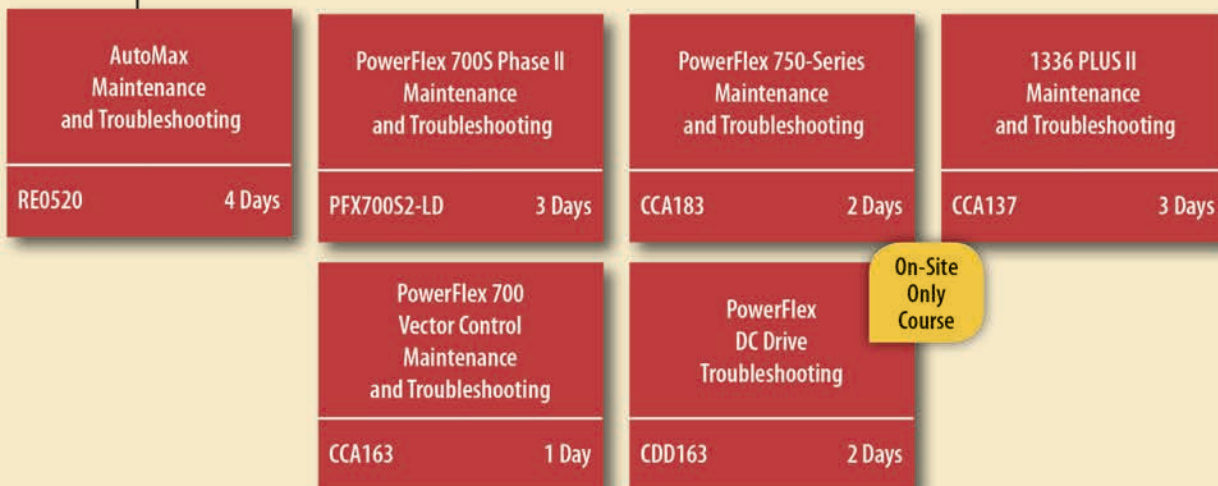 AutoMax
Maintenance
and Troubleshooting
RE0520 4 Days
PowerFlex 700S Phase II
Maintenance
and Troubleshooting
PFX700S2-LD 3 Days
PowerFlex 750-Series
Maintenance
and Troubleshooting
CCA183 2 Days
1336 PLUS II
Maintenance
and Troubleshooting
CCA137 3 Days
PowerFlex 700
Vector Control
Maintenance
and Troubleshooting
CCA163 1 Day
PowerFlex
DC Drive
Troubleshooting
CDD163 2 Days
On-Site
Only
Course